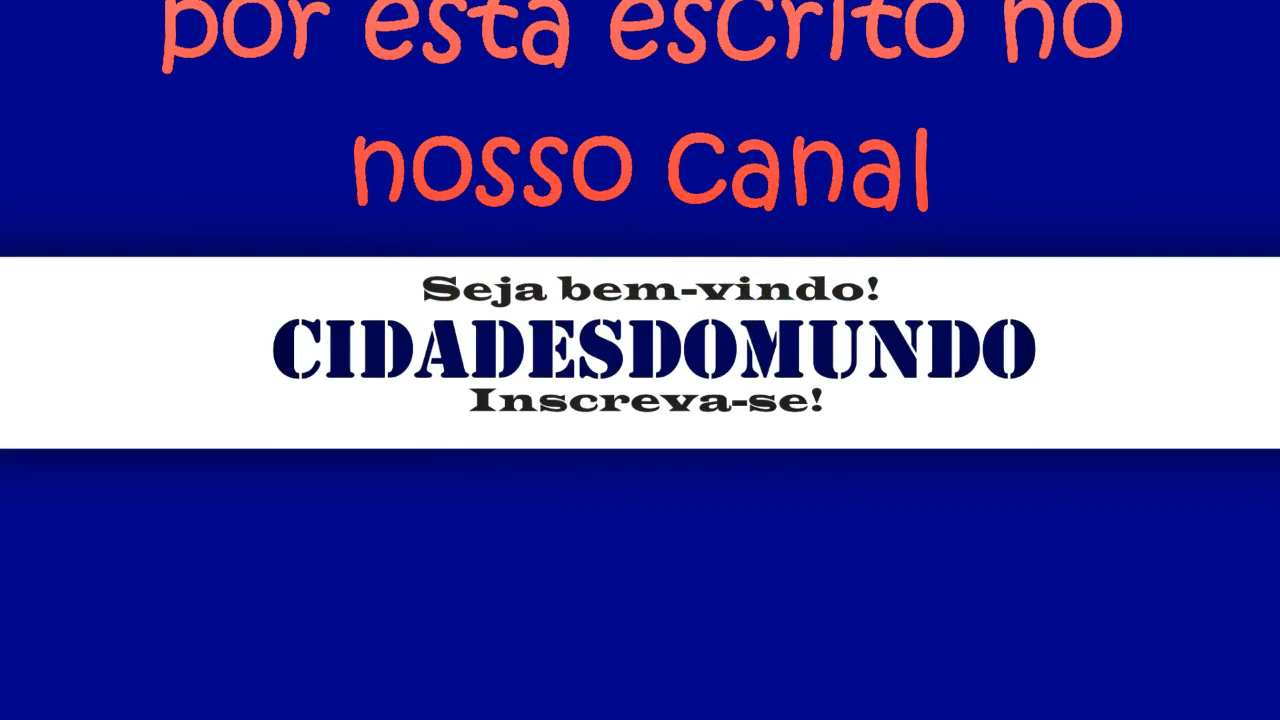 por esta escrito no
nosso canal
Seja bem-vindo!
CIDADESDOMUNDO
Inscreva-se!